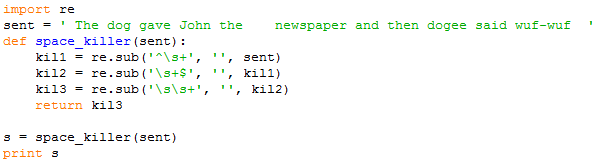 import re
sent = ' The dog gave John the    newspaper and then dogee said wuf-wuf  '
def space_killer(sent):
    kil1 = re.sub('^\s+', '', sent)
    kil2 = re.sub('\s+$', '', kil1)
    kil3 = re.sub('\s\s+', '', kil2)
    return kil3

s = space_killer(sent)
print s